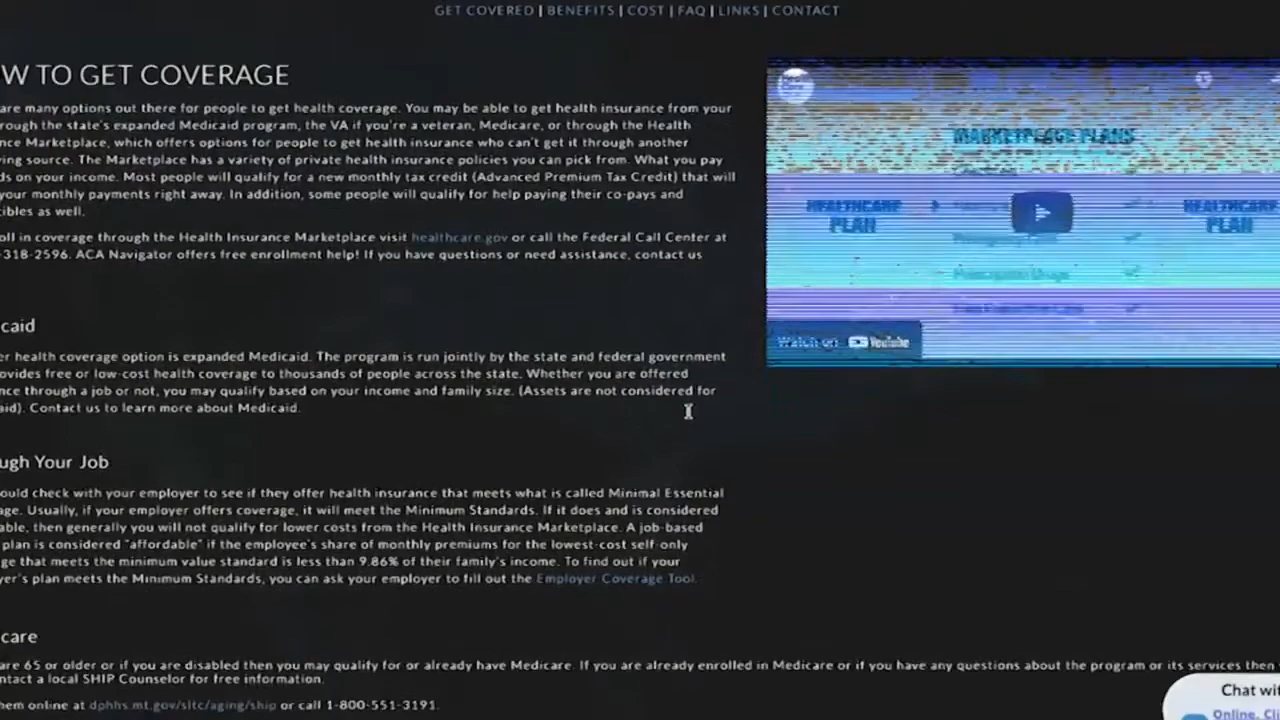 GET COVERED | BENEFITS | COST | FAQ | LINKS | CONTACT
W TO GET COVERAGE
are many options out there for people to get health coverage. You may be able to get health insurance from your
rough the state's expanded Medicaid program, the VA if you're a veteran, Medicare, or through the Health
nce Marketplace, which offers options for people to get health insurance who can't get it through another
ing source. The Marketplace has a variety of private health insurance policies you can pick from. What you pay
ds on your income. Most people will qualify for a new monthly tax credit (Advanced Premium Tax Credit) that will
your monthly payments right away. In addition, some people will qualify for help paying their co-pays and
ibles as well.
oll in coverage through the Health Insurance Marketplace visit healthcare.gov or call the Federal Call Center at
-318-2596. ACA Navigator offers free enrollment help! If you have questions or need assistance, contact us
MARKETPLACE PLANS
HEALTHCARE
PLAN
HEALTHCARE
PLAN
Watch on YouTube
caid
er health coverage option is expanded Medicaid. The program is run jointly by the state and federal government
ovides free or low-cost health coverage to thousands of people across the state. Whether you are offered
nce through a job or not, you may qualify based on your income and family size. (Assets are not considered for
aid). Contact us to learn more about Medicaid.
ugh Your Job
ould check with your employer to see if they offer health insurance that meets what is called Minimal Essential
age. Usually, if your employer offers coverage, it will meet the Minimum Standards. If it does and is considered
able, then generally you will not qualify for lower costs from the Health Insurance Marketplace. A job-based
plan is considered "affordable" if the employee's share of monthly premiums for the lowest-cost self-only
ge that meets the minimum value standard is less than 9.86% of their family's income. To find out if your
yer's plan meets the Minimum Standards, you can ask your employer to fill out the Employer Coverage Tool.
care
are 65 or older or if you are disabled then you may qualify for or already have Medicare. If you are already enrolled in Medicare or if you have any questions about the program or its services then
ntact a local SHIP Counselor for free information.
hem online at dphhs.mt.gov/sltc/aging/ship or call 1-800-551-3191.
Chat wit
Online. Cli